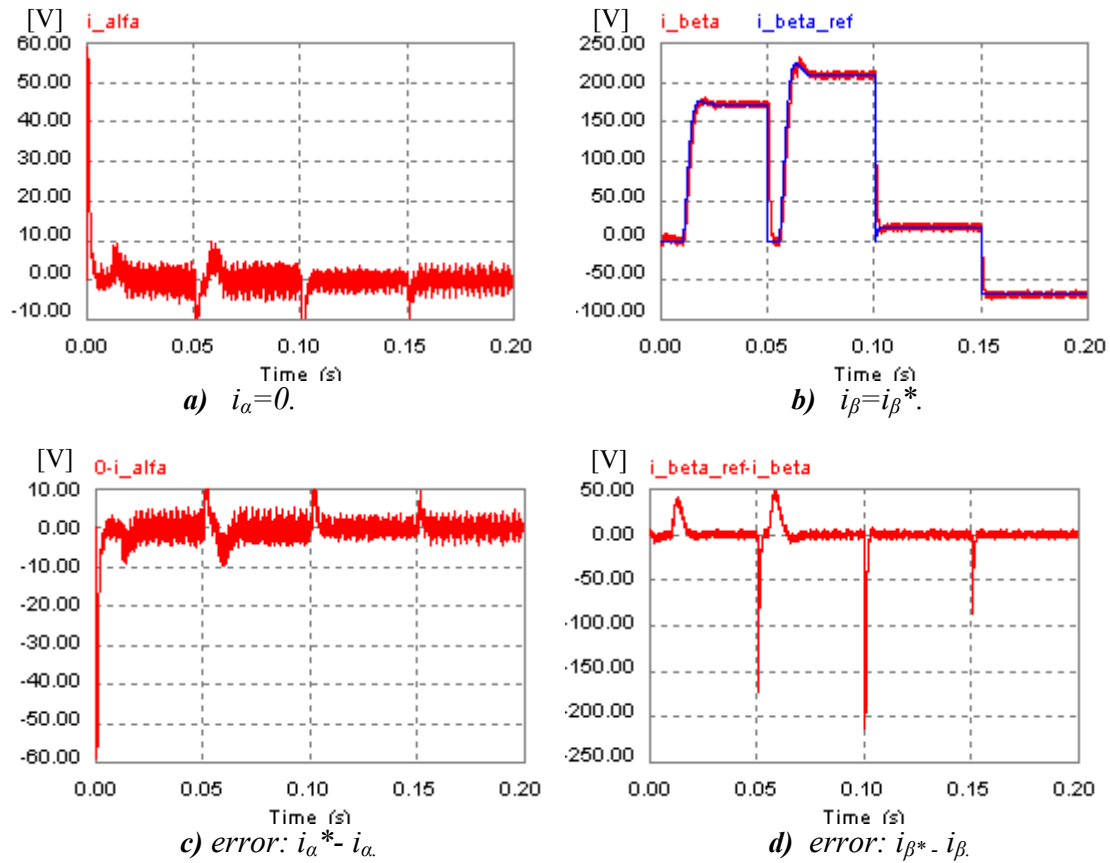 [V] i_alfa
60.00
50.00
40.00
30.00
20.00
10.00
0.00
-10.00
0.00 0.05 0.10 0.15 0.20
Time (s)
a) iα=0.
[V] i_beta i_beta_ref
250.00
200.00
150.00
100.00
50.00
0.00
-50.00
-100.00
0.00 0.05 0.10 0.15 0.20
Time (s)
b) iβ=iβ*.
[V] 0-i_alfa
10.00
0.00
-10.00
-20.00
-30.00
-40.00
-50.00
-60.00
0.00 0.05 0.10 0.15 0.20
Time (s)
c) error: iα*- iα.
[V] i_beta_ref-i_beta
50.00
0.00
-50.00
-100.00
-150.00
-200.00
-250.00
0.00 0.05 0.10 0.15 0.20
Time (s)
d) error: iβ*- iβ.